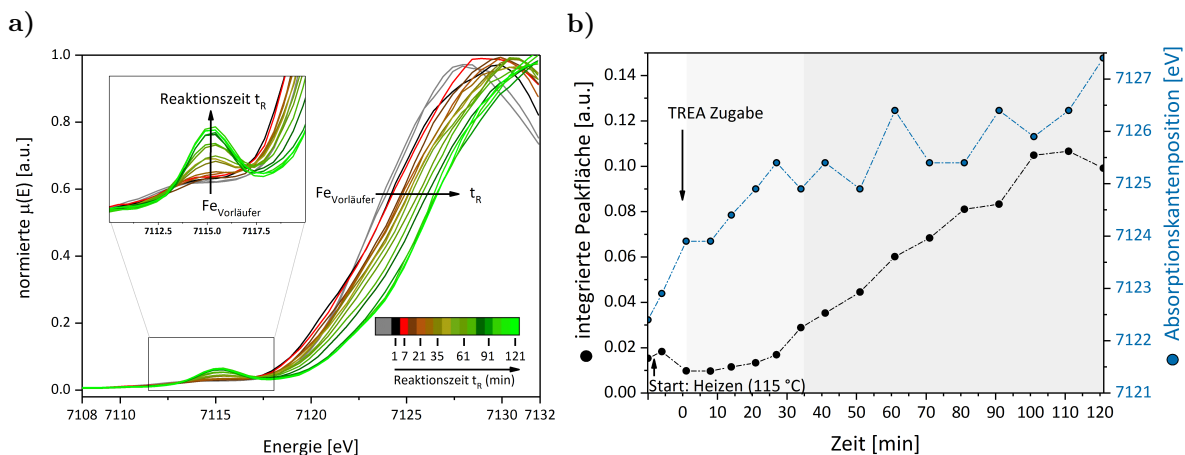 a)
normierte μ(E) [a.u.]
1.0
0.8
0.6
0.4
0.2
0.0
7108
7110
7115
7120
7125
7130
7132
Energie [eV]
Reaktionszeit tR
FeVorläufer
7112.5
7115.0
7117.5
FeVorläufer
tR
1 7 21 35 61 91 121
Reaktionszeit tR (min)
b)
integrierte Peakfläche [a.u.]
0.14
0.12
0.10
0.08
0.06
0.04
0.02
0.00
TREA Zugabe
Start: Heizen (115 °C)
0 10 20 30 40 50 60 70 80 90 100 110 120
Zeit [min]
7127
7126
7125
7124
7123
7122
7121
Absorptionskantenposition [eV]